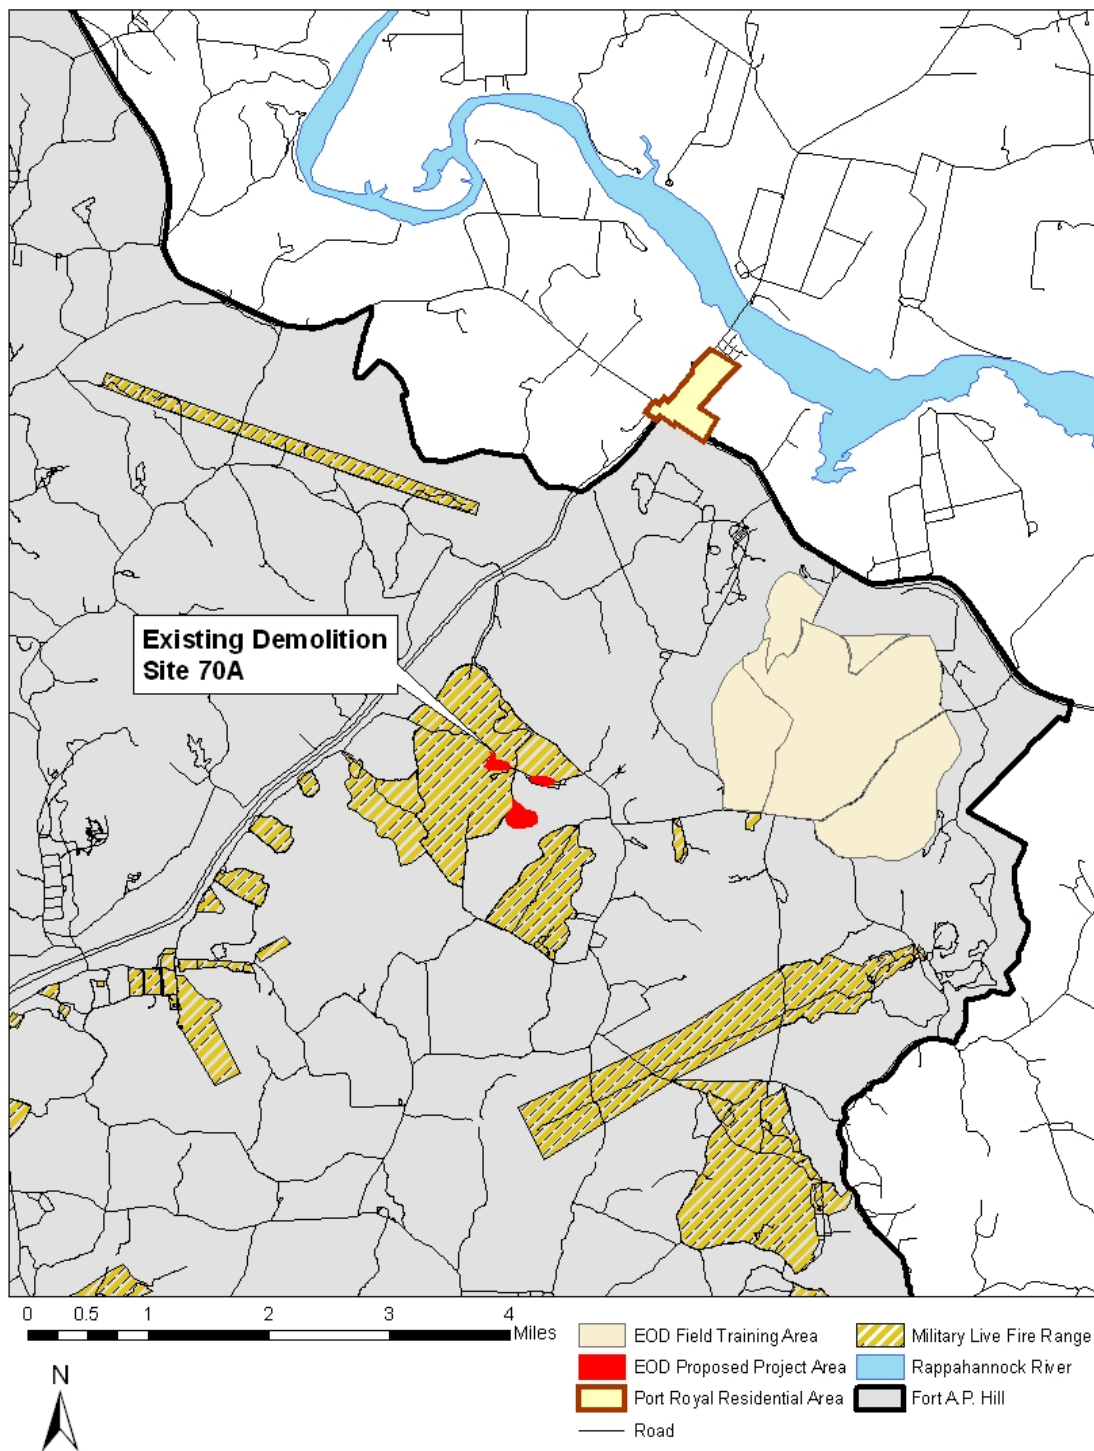 Existing Demolition
Site 70A
0 0.5 1 2 3 4
Miles
N
EOD Field Training Area
EOD Proposed Project Area
Port Royal Residential Area
Road
Military Live Fire Range
Rappahannock River
Fort A.P. Hill